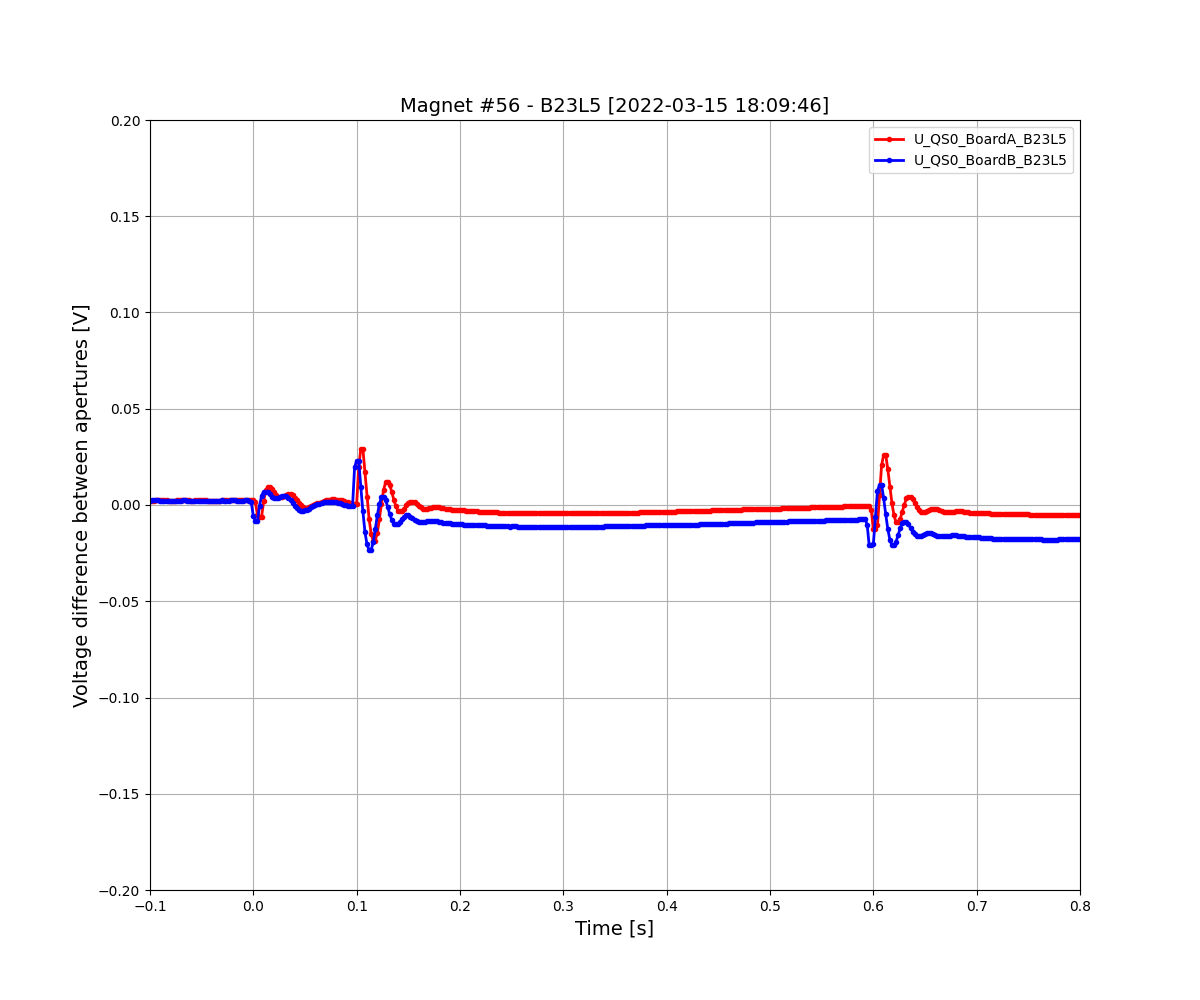 Magnet #56 - B23L5 [2022-03-15 18:09:46]
U_QS0_BoardA_B23L5
U_QS0_BoardB_B23L5
Voltage difference between apertures [V]
0.20
0.15
0.10
0.05
0.00
−0.05
−0.10
−0.15
−0.20
−0.1 0.0 0.1 0.2 0.3 0.4 0.5 0.6 0.7 0.8
Time [s]